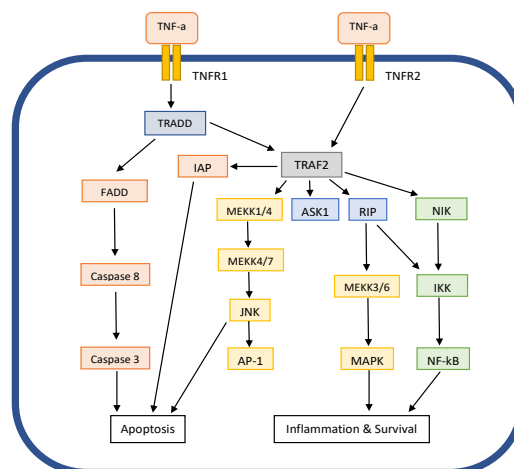 TNF-a
TNF-a
TNFR1
TNFR2
TRADD
IAP
TRAF2
FADD
MEKK1/4
ASK1
RIP
NIK
MEKK4/7
Caspase 8
MEKK3/6
IKK
JNK
Caspase 3
AP-1
MAPK
NF-kB
Apoptosis
Inflammation & Survival